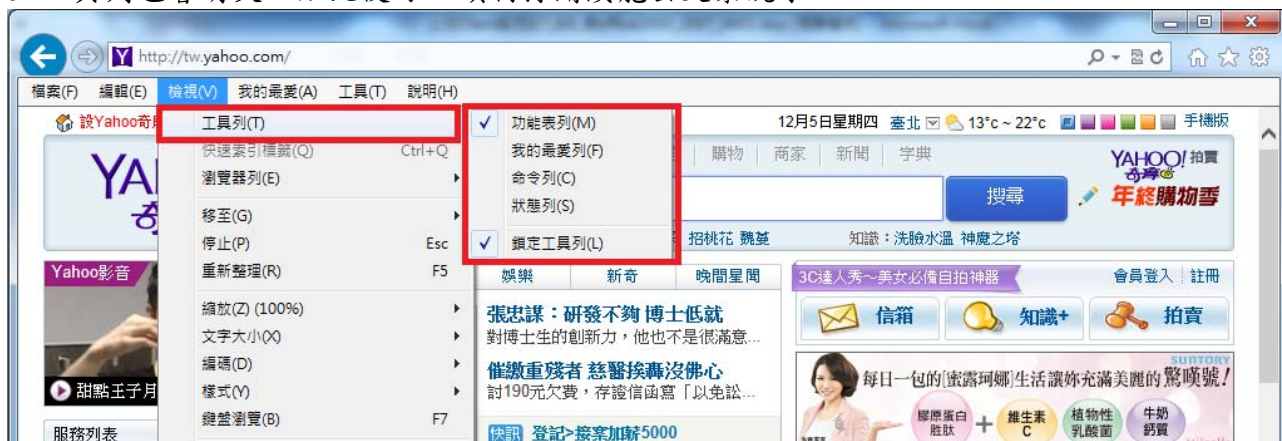 http://tw.yahoo.com/
檔案(F) 編輯(E) 檢視(V) 我的最愛(A) 工具(T) 說明(H)
設Yahoo奇
12月5日星期四 臺北 13°c ~ 22°c 手機版
工具列(T)
快速索引標籤(Q) Ctrl+Q
瀏覽器列(E)
移至(G)
停止(P) Esc
重新整理(R) F5
縮放(Z) (100%)
文字大小(X)
編碼(D)
樣式(Y)
鍵盤瀏覽(B) F7
功能表列(M)
我的最愛列(F)
命令列(C)
狀態列(S)
鎖定工具列(L)
購物 商家 新聞 字典
搜尋
YAHOO! 拍賣
奇摩
年終購物季
招桃花 魏蔓 知識:洗臉水溫 神魔之塔
YA
奇
Yahoo影音
甜點王子月
服務列表
娛樂 新奇 晚間星聞
張忠謀:研發不夠 博士低就
對博士生的創新力,他也不是很滿意...
催繳重殘者 慈醫挨轟沒佛心
討190元欠費,存證信函寫「以免訟...
快訊 登記>接案加薪5000
3C達人秀~美女必備自拍神器 會員登入 註冊
信箱 知識+ 拍賣
SUNTORY
每日一包的[蜜露珂娜]生活讓妳充滿美麗的驚嘆號!
膠原蛋白胜肽 + 維生素C 植物性乳酸菌 牛奶鈣質